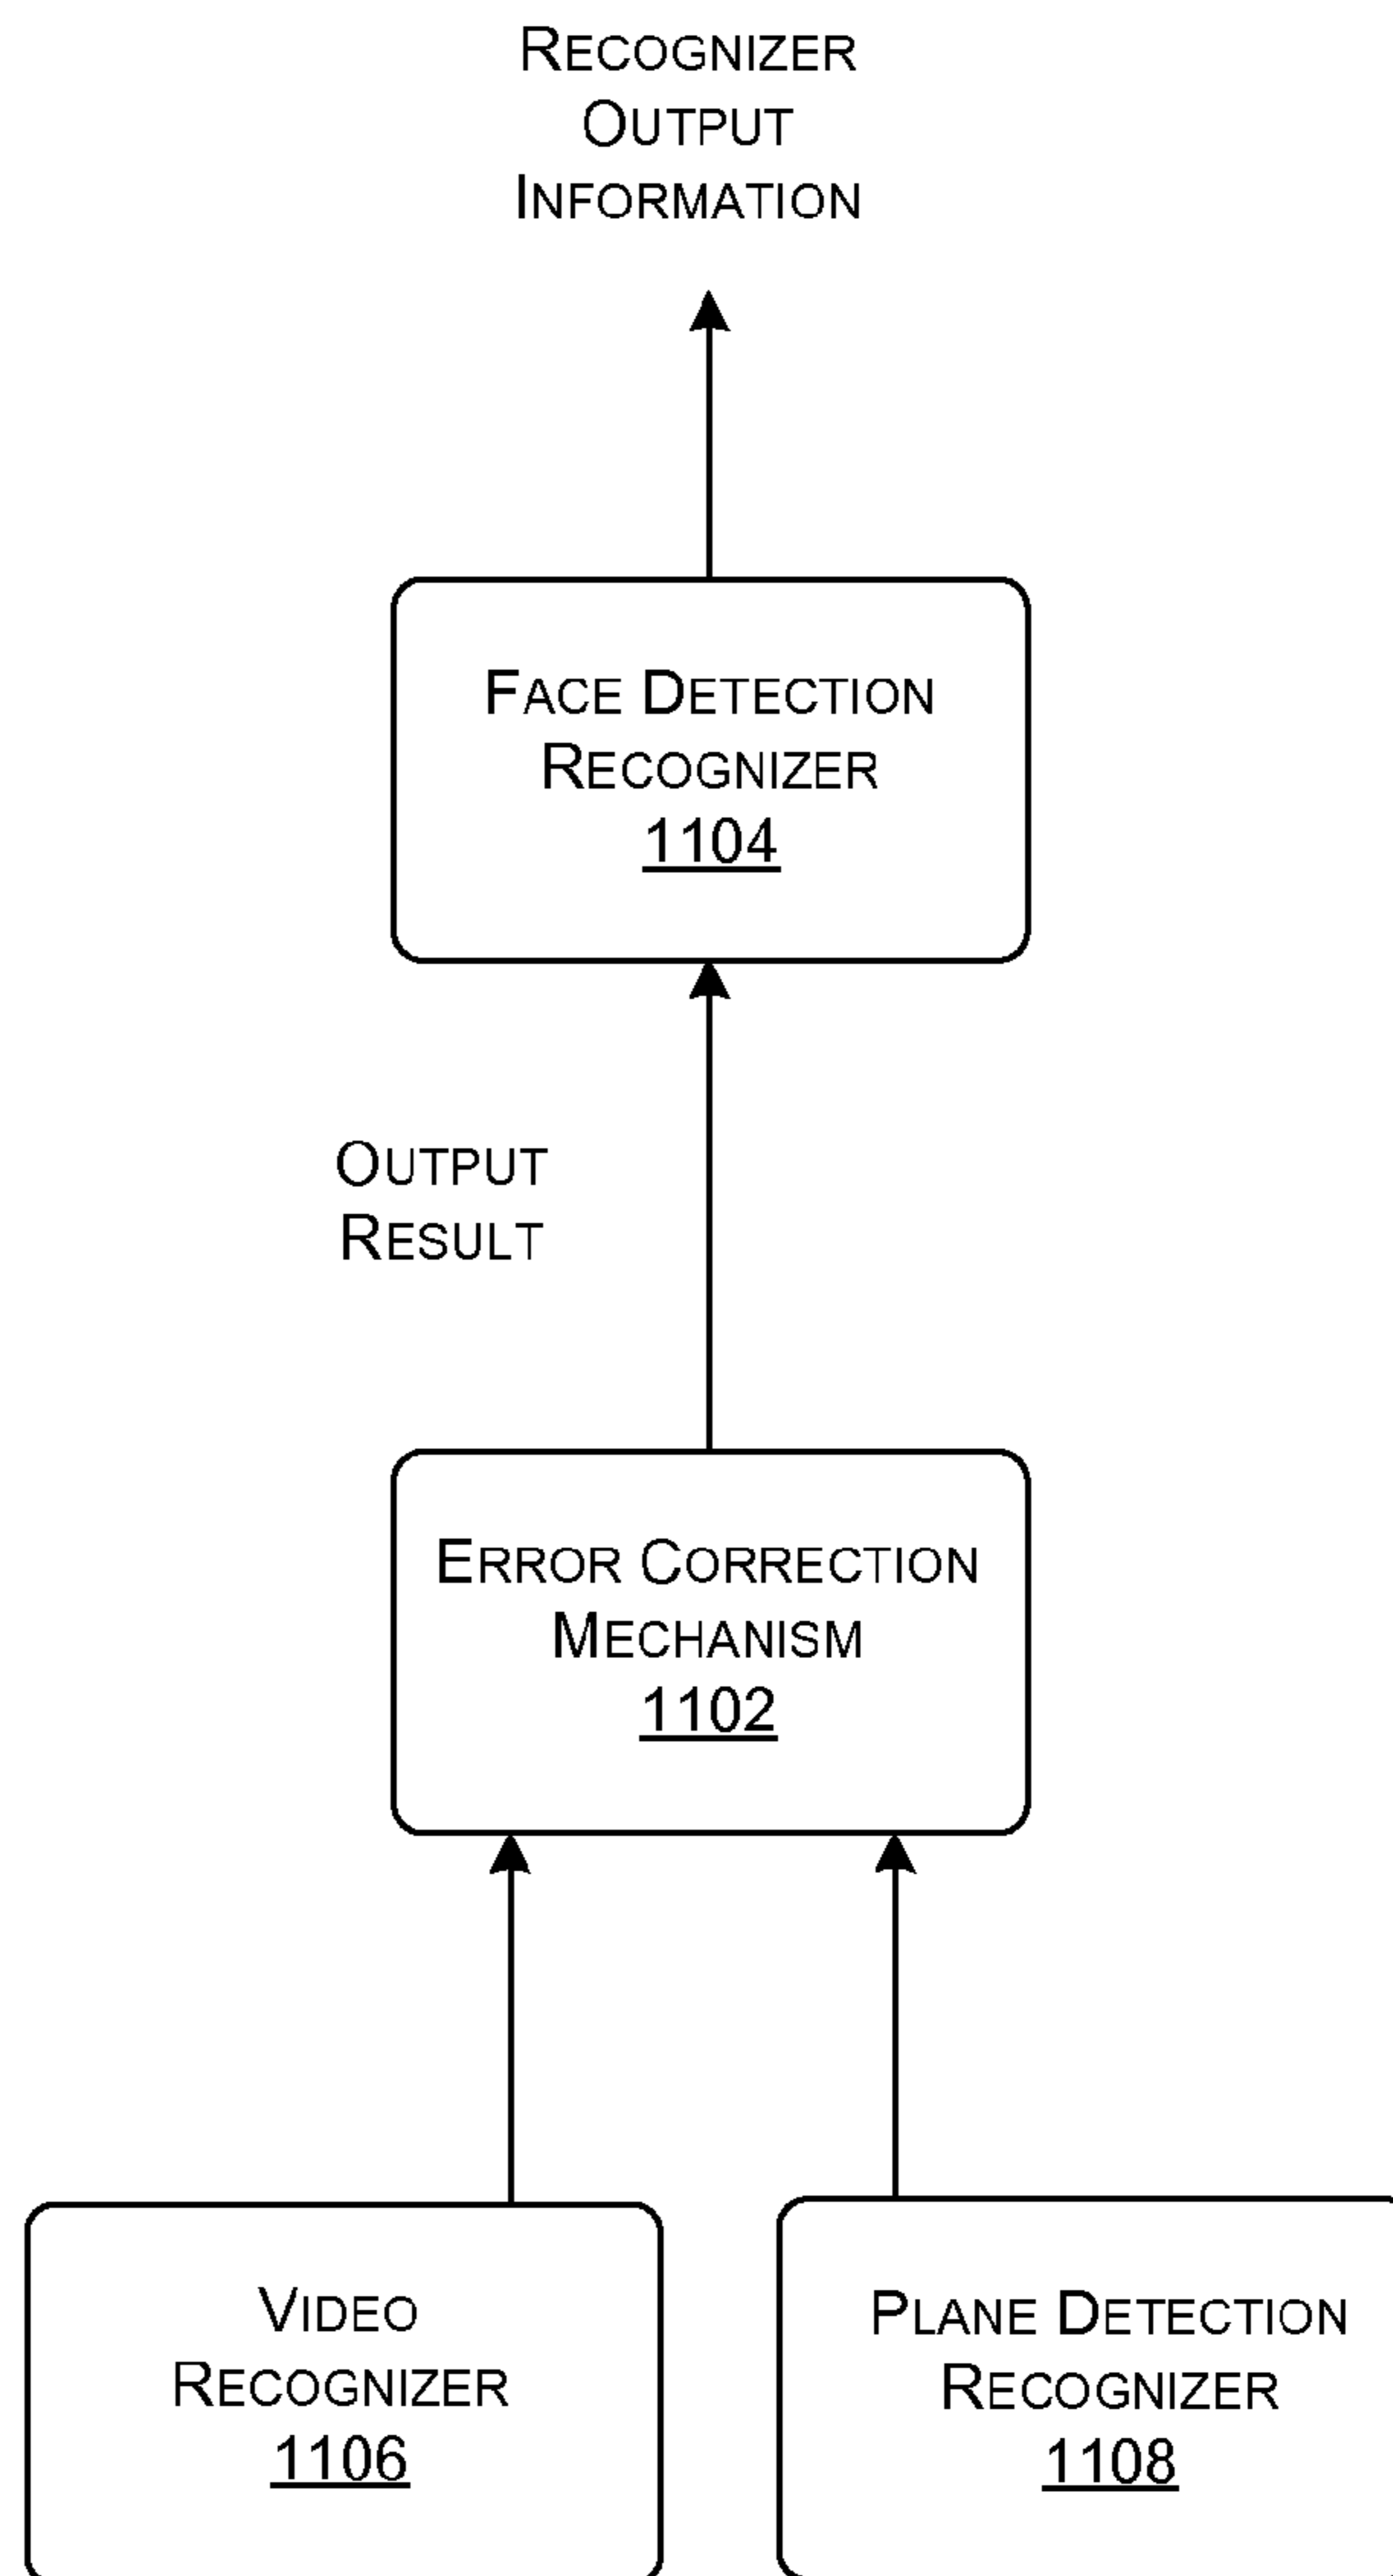 RECOGNIZER
OUTPUT
INFORMATION
FACE DETECTION
RECOGNIZER
1104
OUTPUT
RESULT
ERROR CORRECTION
MECHANISM
1102
VIDEO
RECOGNIZER
1106
PLANE DETECTION
RECOGNIZER
1108